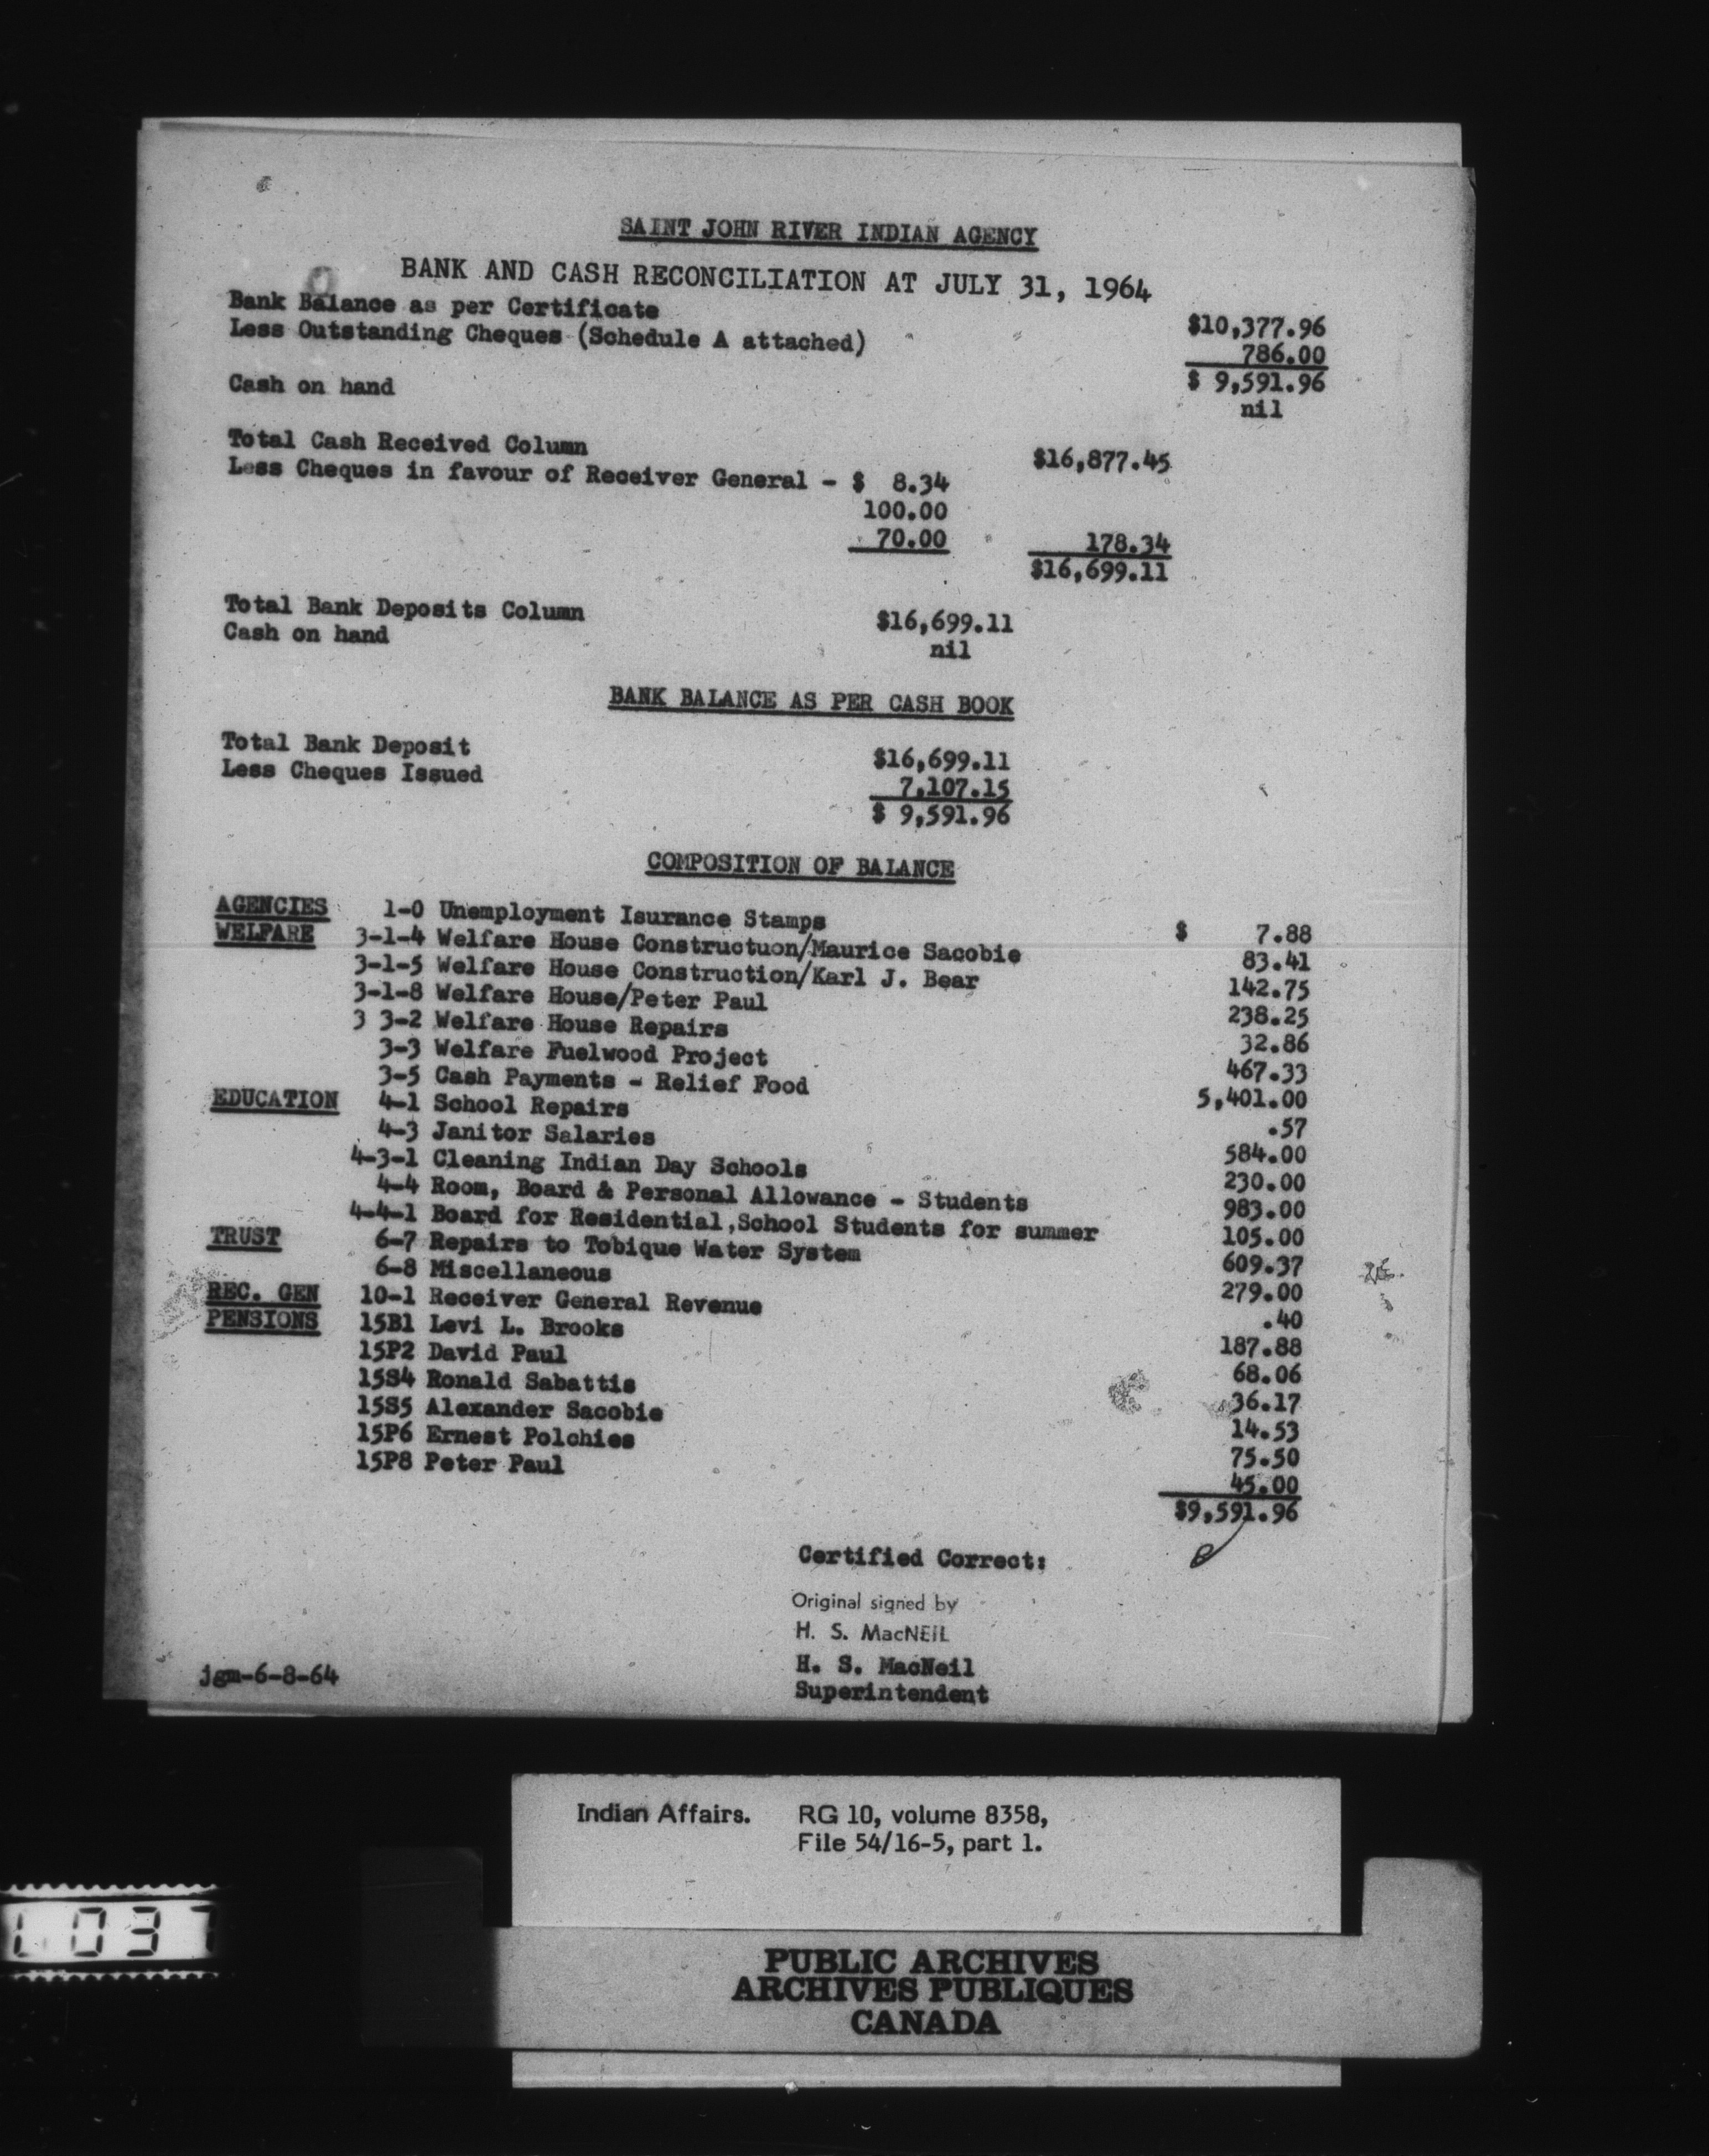 SAINT JOHN RIVER INDIAN AGENCY
BANK AND CASH RECONCILIATION AT JULY 31, 1964
Bank Balance as per Certificate $10,377.96
Less Outstanding Cheques (Schedule A attached) 786.00
$ 9,591.96
Cash on hand nil
Total Cash Received Column $16,877.45
Less Cheques in favour of Receiver General - $ 8.34
100.00
70.00 178.34
$16,699.11
Total Bank Deposits Column $16,699.11
Cash on hand nil
BANK BALANCE AS PER CASH BOOK
Total Bank Deposit $16,699.11
Less Cheques Issued 7,107.15
$ 9,591.96
COMPOSITION OF BALANCE
AGENCIES 1-0 Unemployment Isurance Stamps $ 7.88
WELFARE 3-1-4 Welfare House Constructuon/Maurice Sacobie 83.41
3-1-5 Welfare House Construction/Karl J. Bear 142.75
3-1-8 Welfare House/Peter Paul 238.25
3 3-2 Welfare House Repairs 32.86
3-3 Welfare Fuelwood Project 467.33
3-5 Cash Payments - Relief Food 5,401.00
EDUCATION 4-1 School Repairs .57
4-3 Janitor Salaries 584.00
4-3-1 Cleaning Indian Day Schools 230.00
4-4 Room, Board & Personal Allowance - Students 983.00
4-4-1 Board for Residential,School Students for summer 105.00
TRUST 6-7 Repairs to Tobique Water System 609.37
6-8 Miscellaneous 279.00
REC. GEN 10-1 Receiver General Revenue .40
PENSIONS 15B1 Levi L. Brooks 187.88
15P2 David Paul 68.06
15S4 Ronald Sabattis 36.17
15S5 Alexander Sacobie 14.53
15P6 Ernest Polchies 75.50
15P8 Peter Paul 45.00
$9,591.96
Certified Correct:
Original signed by
H. S. MacNEIL
H. S. MacNeil
jgm-6-8-64
Superintendent
Indian Affairs. RG 10, volume 8358,
File 54/16-5, part 1.
PUBLIC ARCHIVES
ARCHIVES PUBLIQUES
CANADA